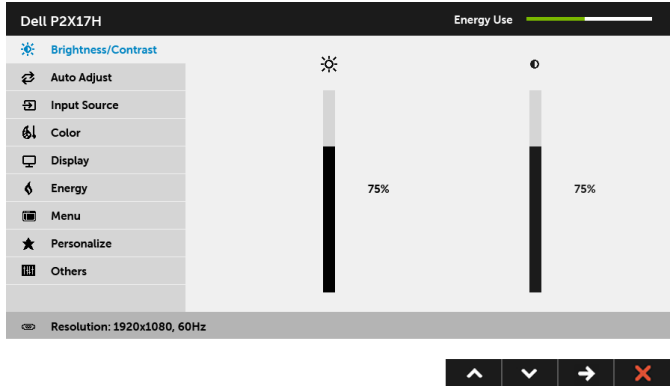 Dell P2X17H
Energy Use
Brightness/Contrast
Auto Adjust
Input Source
Color
Display
Energy
75%
75%
Menu
Personalize
Others
Resolution: 1920x1080, 60Hz